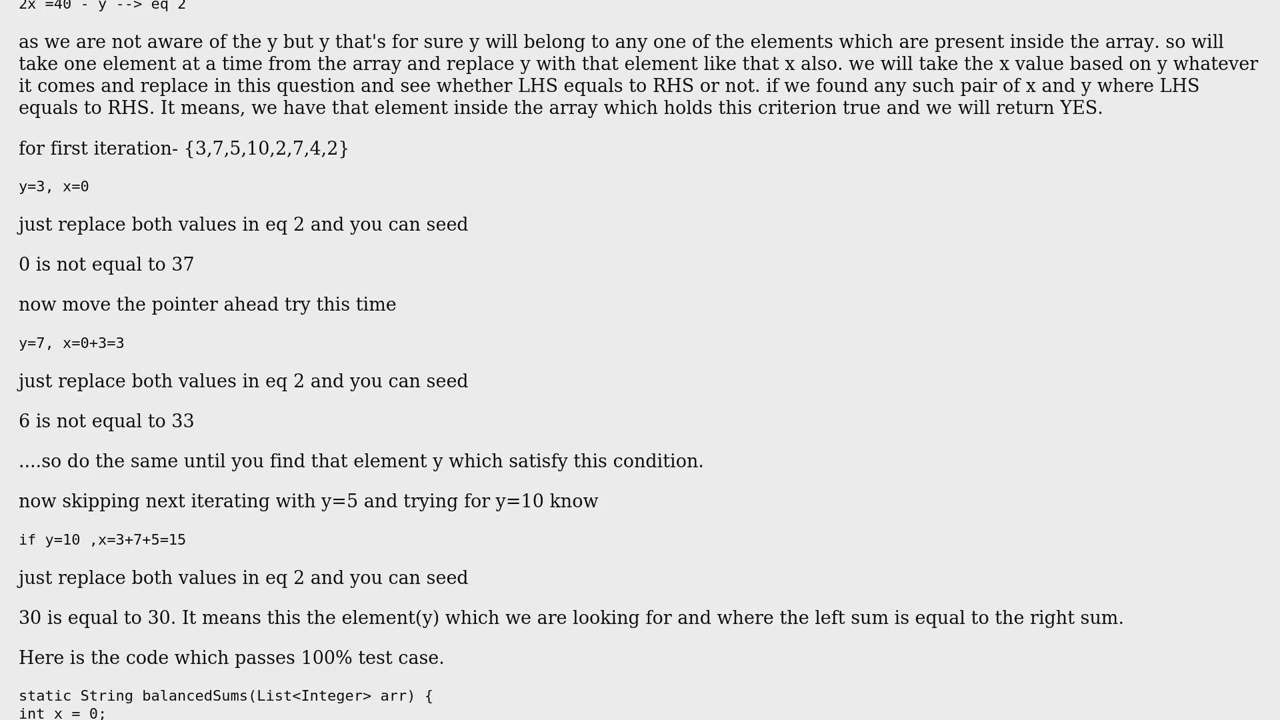 2x =40 - y --> eq 2
as we are not aware of the y but y that's for sure y will belong to any one of the elements which are present inside the array. so will
take one element at a time from the array and replace y with that element like that x also. we will take the x value based on y whatever
it comes and replace in this question and see whether LHS equals to RHS or not. if we found any such pair of x and y where LHS
equals to RHS. It means, we have that element inside the array which holds this criterion true and we will return YES.
for first iteration- {3,7,5,10,2,7,4,2}
y=3, x=0
just replace both values in eq 2 and you can seed
0 is not equal to 37
now move the pointer ahead try this time
y=7, x=0+3=3
just replace both values in eq 2 and you can seed
6 is not equal to 33
....so do the same until you find that element y which satisfy this condition.
now skipping next iterating with y=5 and trying for y=10 know
if y=10 ,x=3+7+5=15
just replace both values in eq 2 and you can seed
30 is equal to 30. It means this the element(y) which we are looking for and where the left sum is equal to the right sum.
Here is the code which passes 100% test case.
static String balancedSums(List<Integer> arr) {
int x = 0;